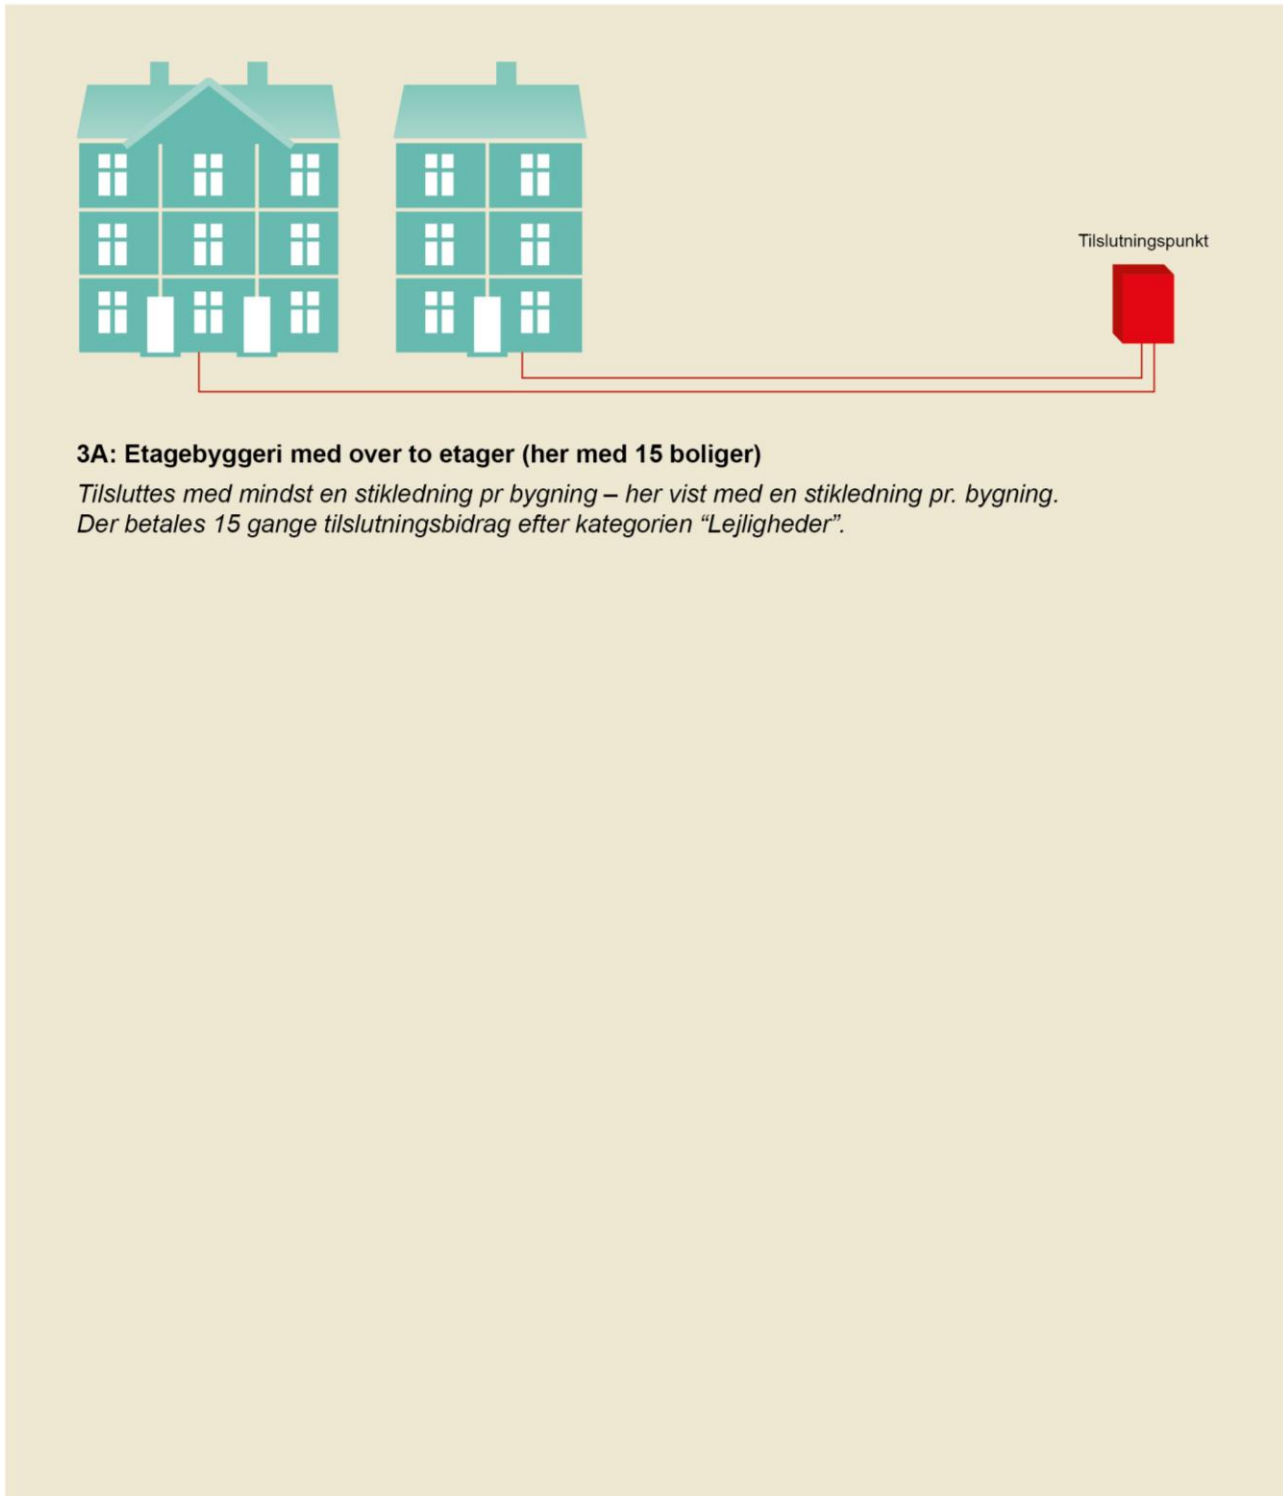 Tilslutningspunkt
3A: Etagebyggeri med over to etager (her med 15 boliger)
Tilsluttes med mindst en stikledning pr bygning – her vist med en stikledning pr. bygning.
Der betales 15 gange tilslutningsbidrag efter kategorien “Lejligheder”.